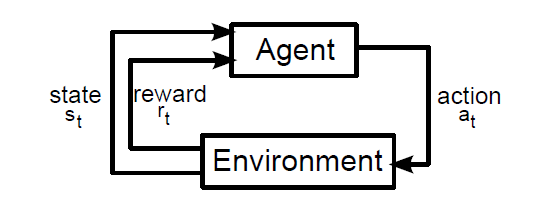 Agent
state
s_t
reward
r_t
action
a_t
Environment